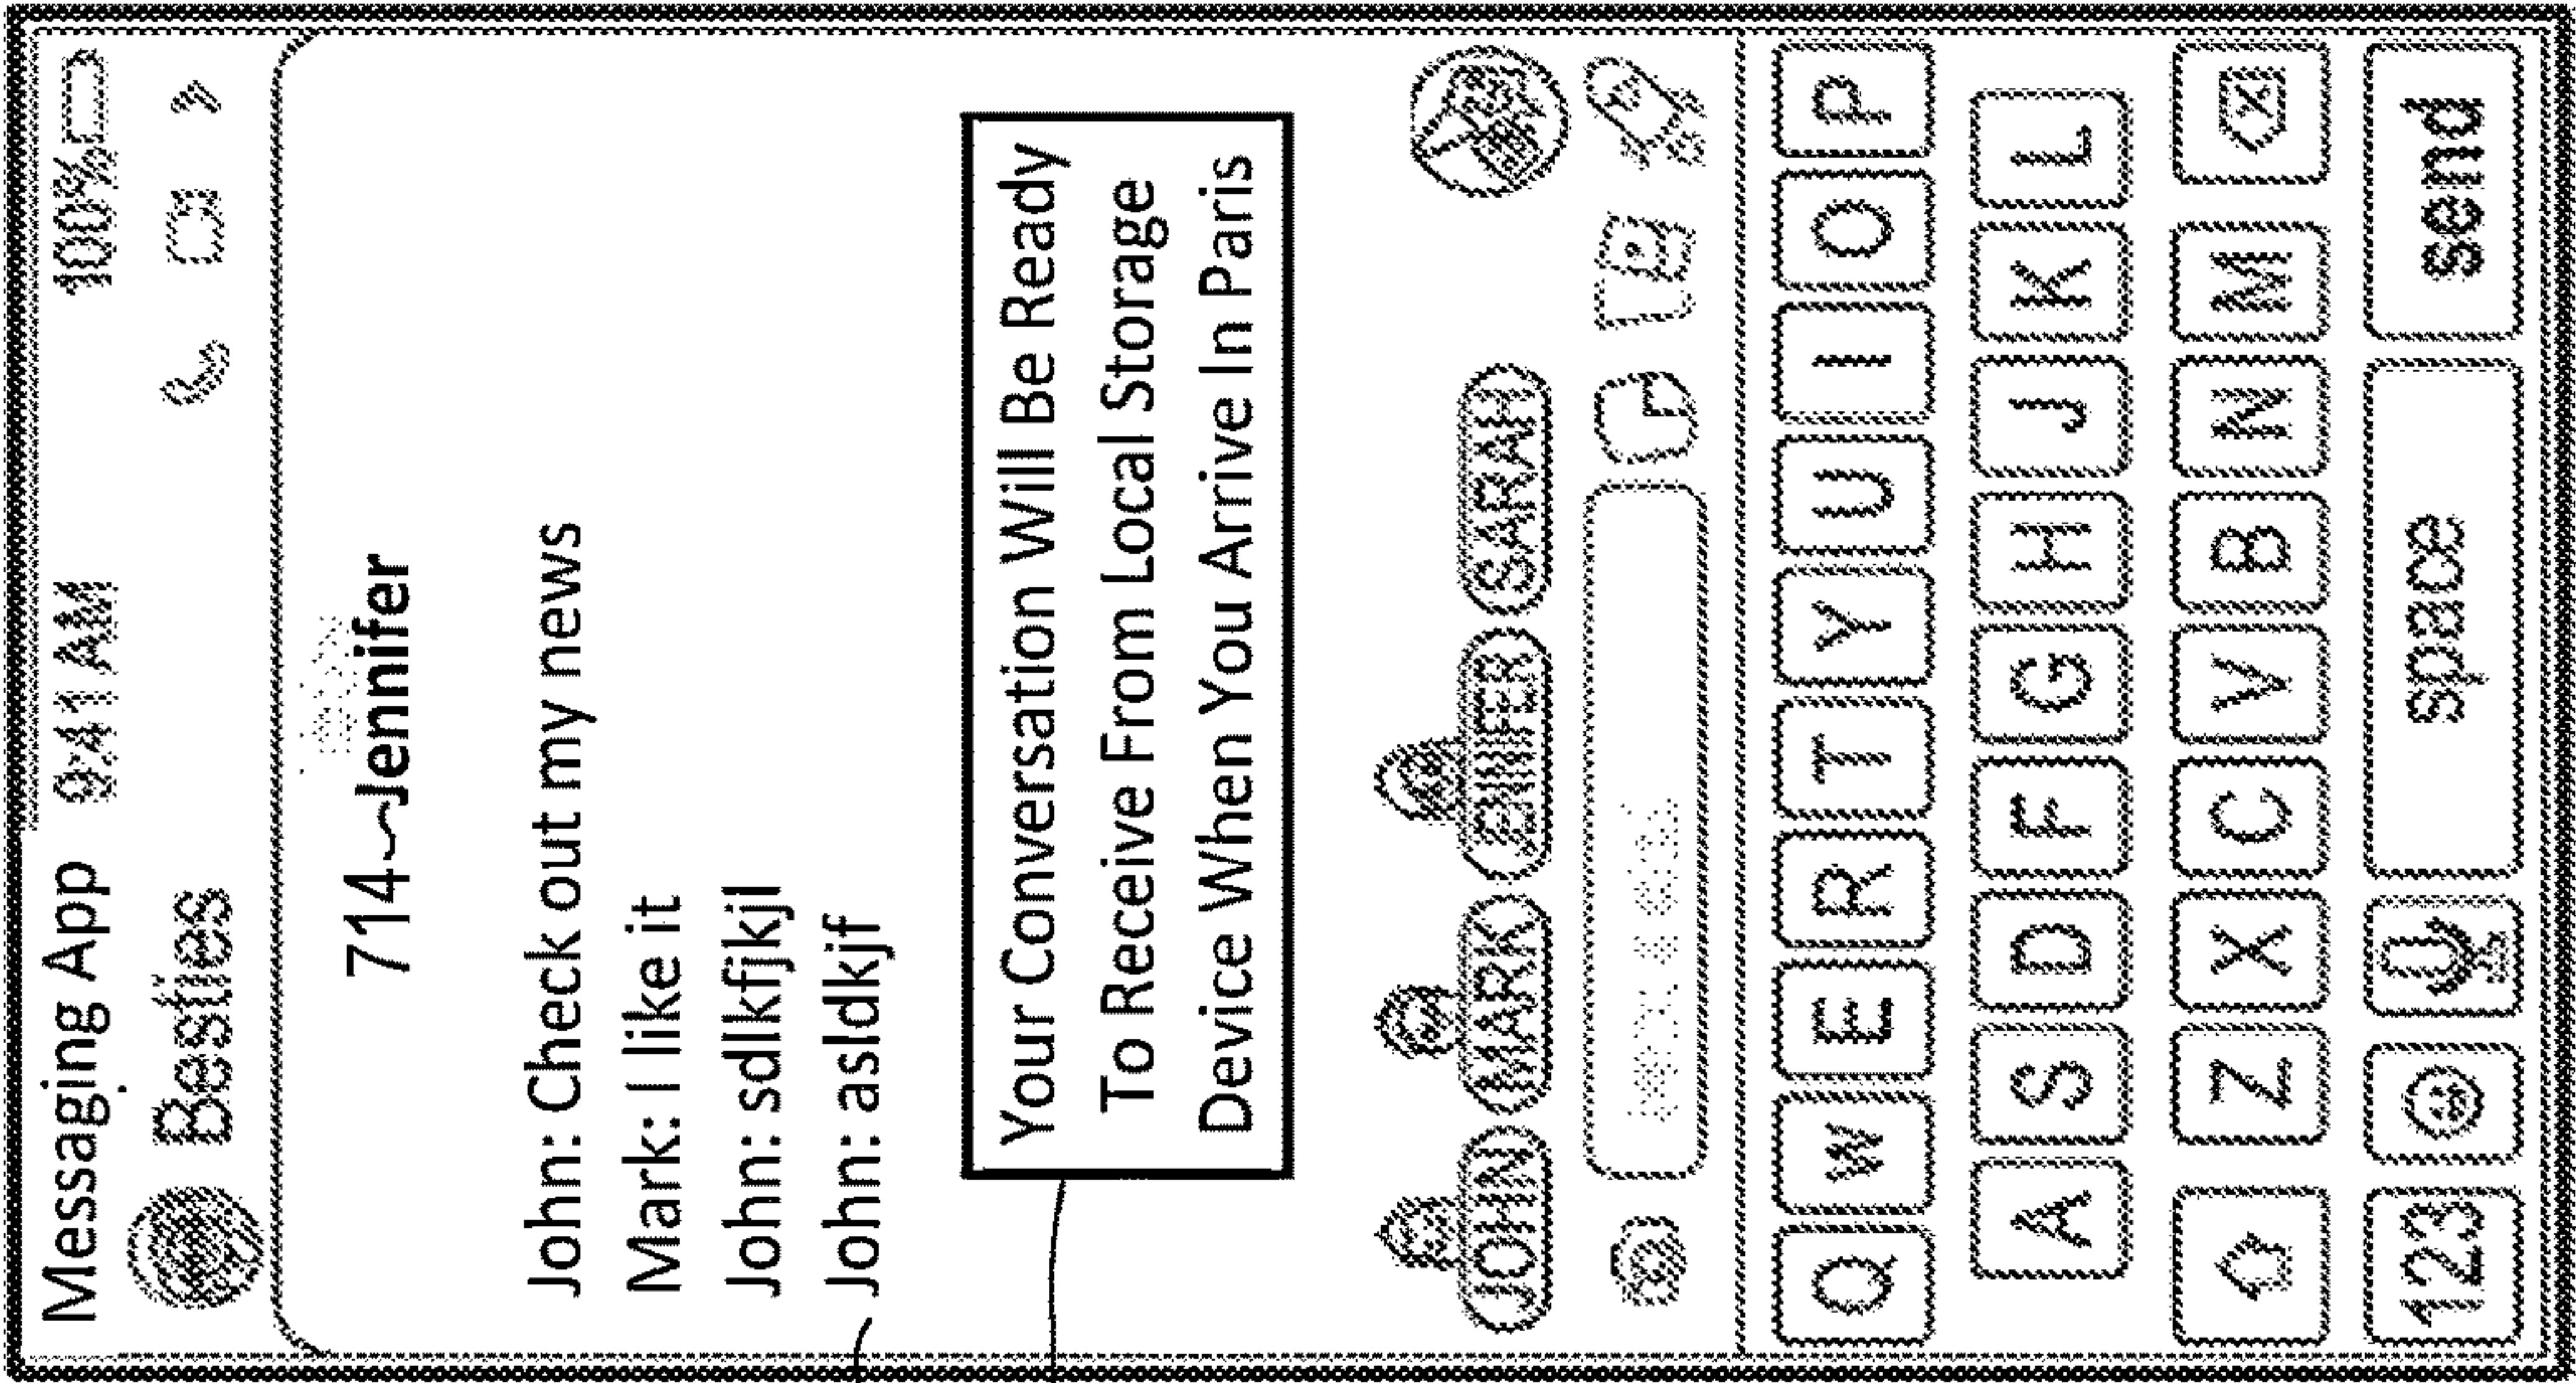 Messaging App 9:41 AM 100%
Besties
714~Jennifer
John: Check out my news
Mark: I like it
John: sdlkfjkjl
John: asldkjf
Your Conversation Will Be Ready
To Receive From Local Storage
Device When You Arrive In Paris
JOHN MARK SARAH
Q W E R T Y U I O P
A S D F G H J K L
Z X C V B N M
123 space send